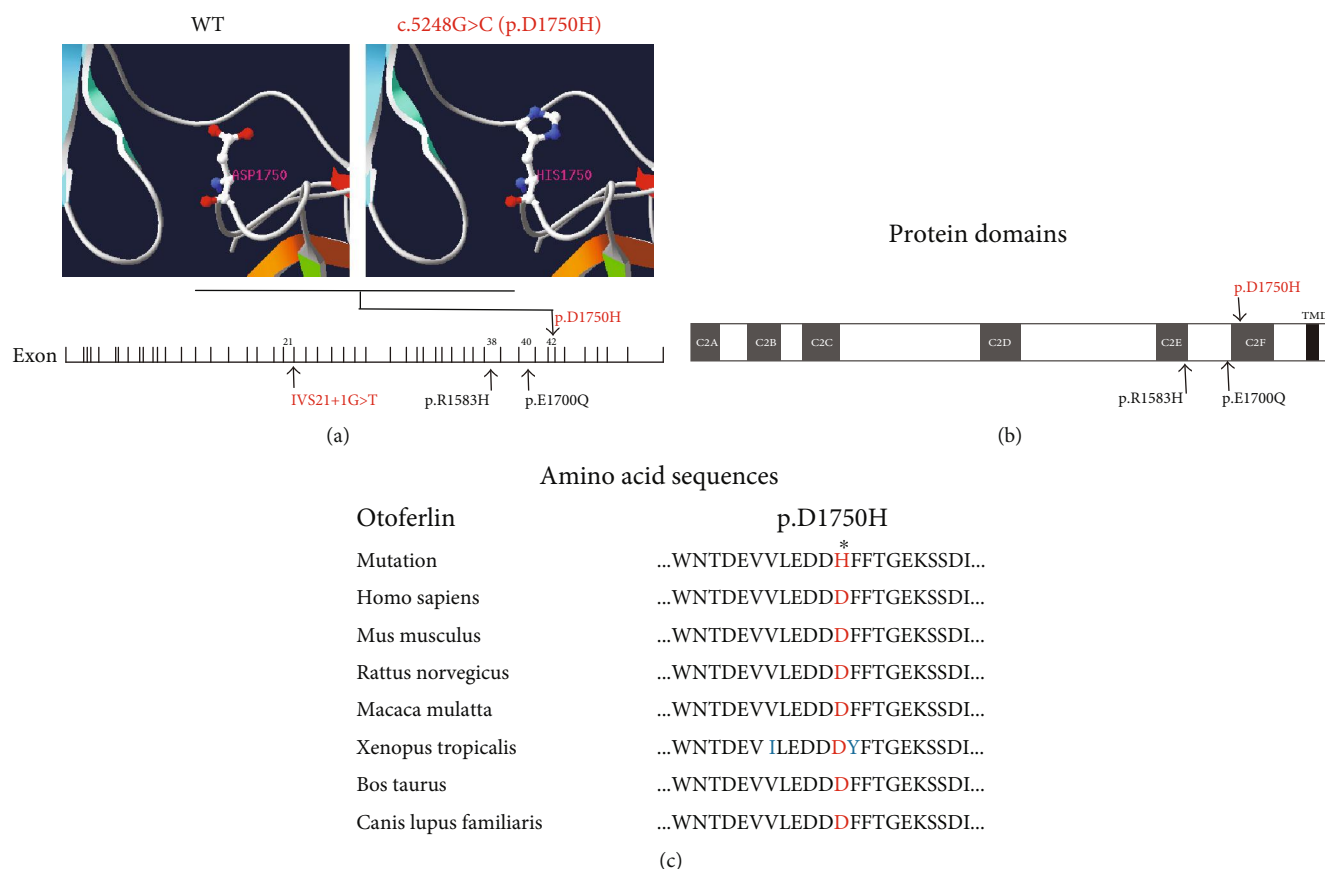 WT
c.5248G>C (p.D1750H)
ASP1750
HIS1750
p.D1750H
Exon
21
38
40
42
IVS21+1G>T
p.R1583H
p.E1700Q
(a)
Protein domains
p.D1750H
TMD
C2A
C2B
C2C
C2D
C2E
C2F
p.R1583H
p.E1700Q
(b)
Amino acid sequences
Otoferlin p.D1750H
*
Mutation ...WNTDEVVLEDDHFFTGEKSSDI...
Homo sapiens ...WNTDEVVLEDDDFFTGEKSSDI...
Mus musculus ...WNTDEVVLEDDDFFTGEKSSDI...
Rattus norvegicus ...WNTDEVVLEDDDFFTGEKSSDI...
Macaca mulatta ...WNTDEVVLEDDDFFTGEKSSDI...
Xenopus tropicalis ...WNTDEV ILEDDDYFTGEKSSDI...
Bos taurus ...WNTDEVVLEDDDFFTGEKSSDI...
Canis lupus familiaris ...WNTDEVVLEDDDFFTGEKSSDI...
(c)